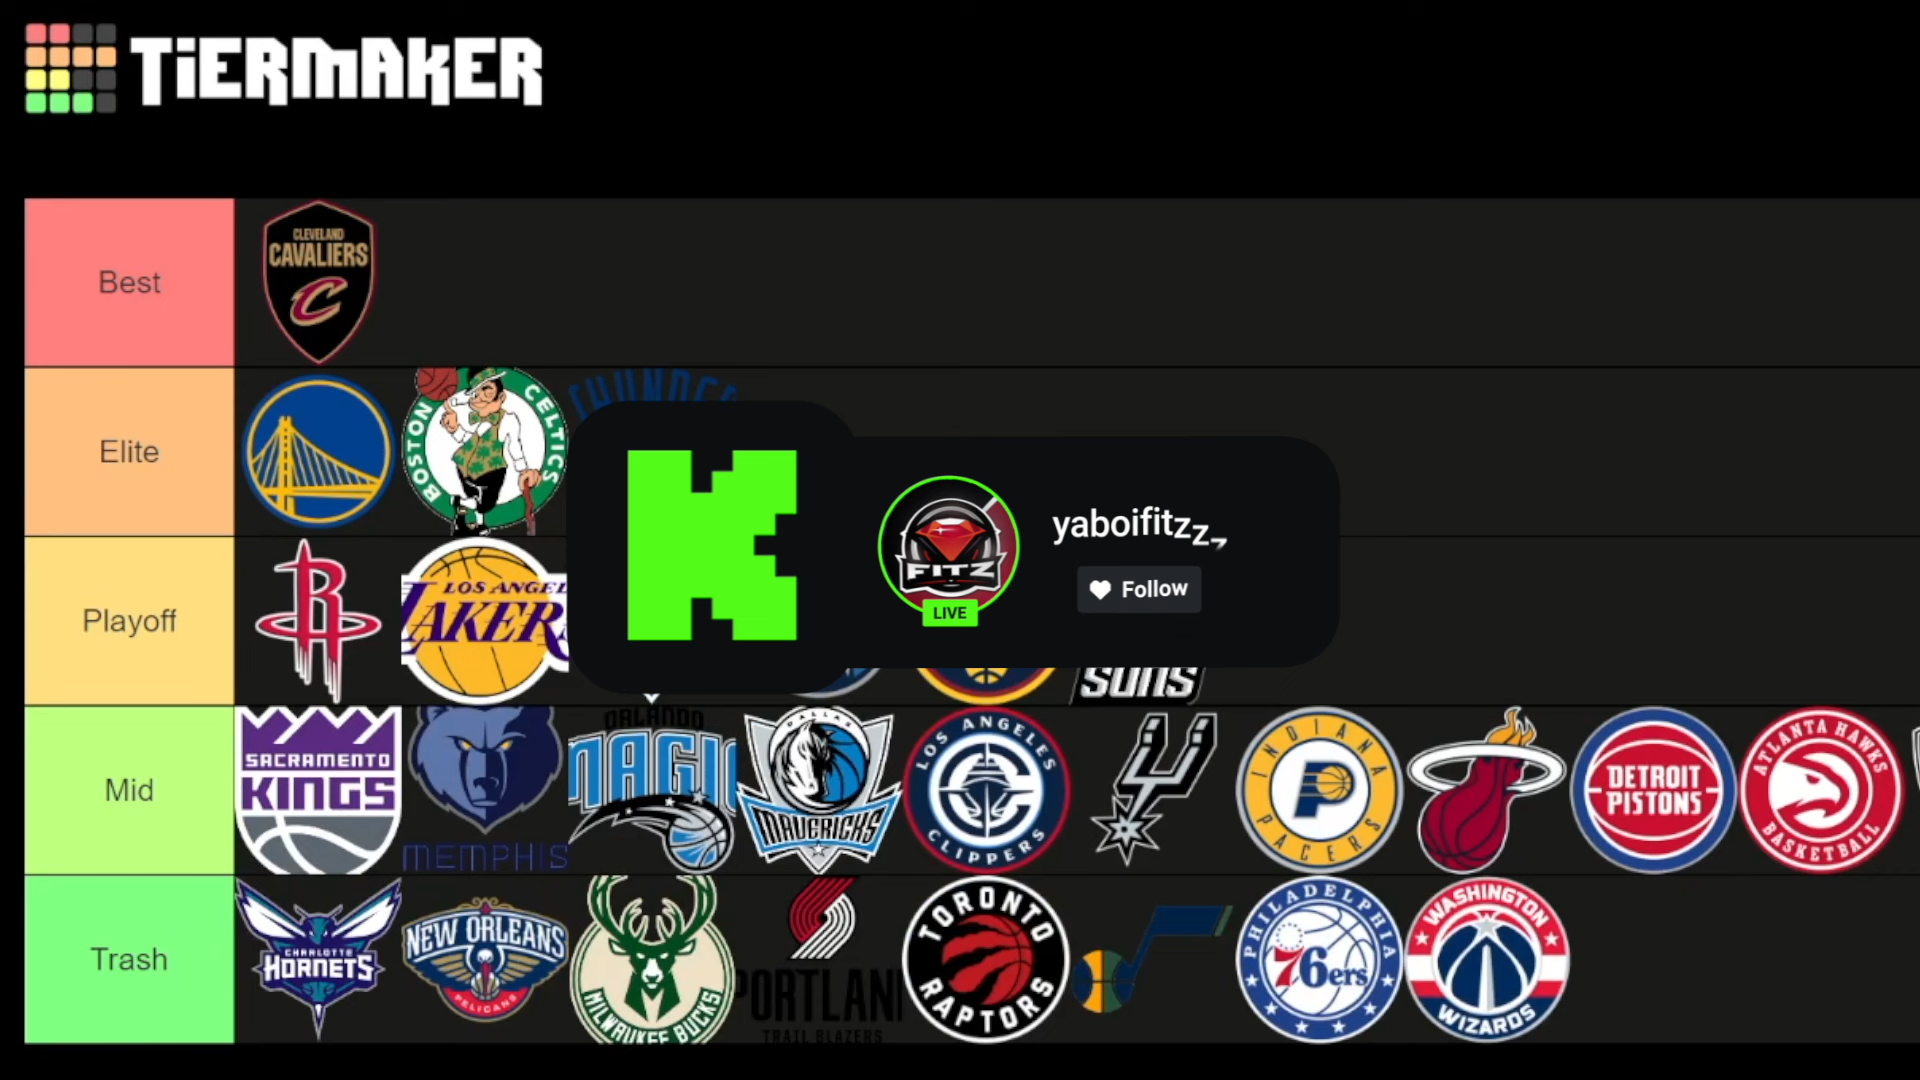 TiERMAKER
Best
CLEVELAND
CAVALIERS
Elite
BOSTON CELTICS
yaboifitzz
FITZ
LIVE
Follow
Playoff
LOS ANGEL
LAKERS
SUNS
Mid
SACRAMENTO
KINGS
MEMPHIS
ORLANDO
MAGIC
DALLAS
MAVERICKS
LOS ANGELES
CLIPPERS
INDIANA
PACERS
DETROIT
PISTONS
ATLANTA HAWKS
BASKETBALL
Trash
CHARLOTTE
HORNETS
NEW ORLEANS
PELICANS
MILWAUKEE BUCKS
PORTLAN
TRAIL BLAZERS
TORONTO
RAPTORS
PHILADELPHIA
76ers
WASHINGTON
WIZARDS